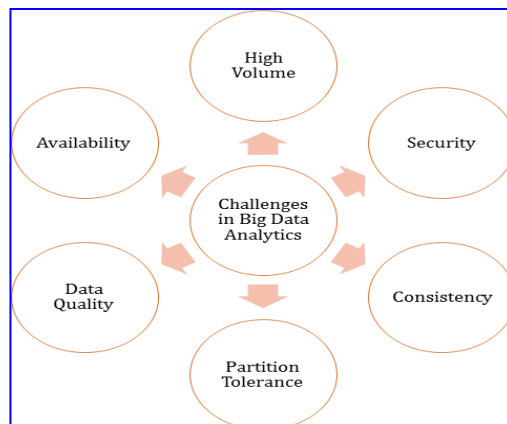 High
Volume
Availability
Security
Challenges
in Big Data
Analytics
Data
Quality
Consistency
Partition
Tolerance